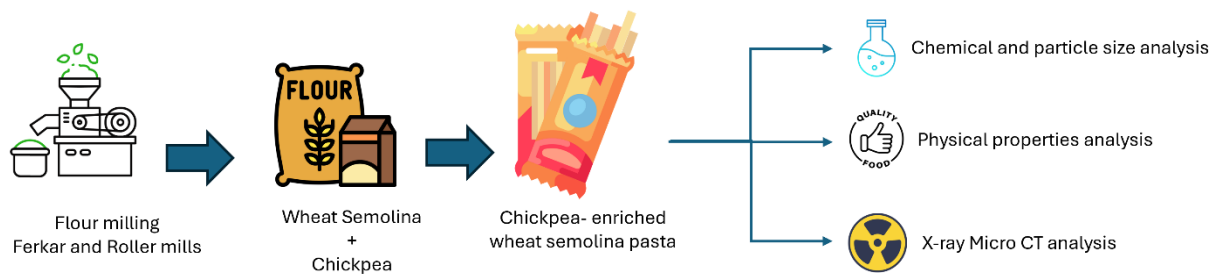 Flour milling
Ferkar and Roller mills
FLOUR
Wheat Semolina
+
Chickpea
Chickpea- enriched
wheat semolina pasta
Chemical and particle size analysis
QUALITY
FOOD
Physical properties analysis
X-ray Micro CT analysis